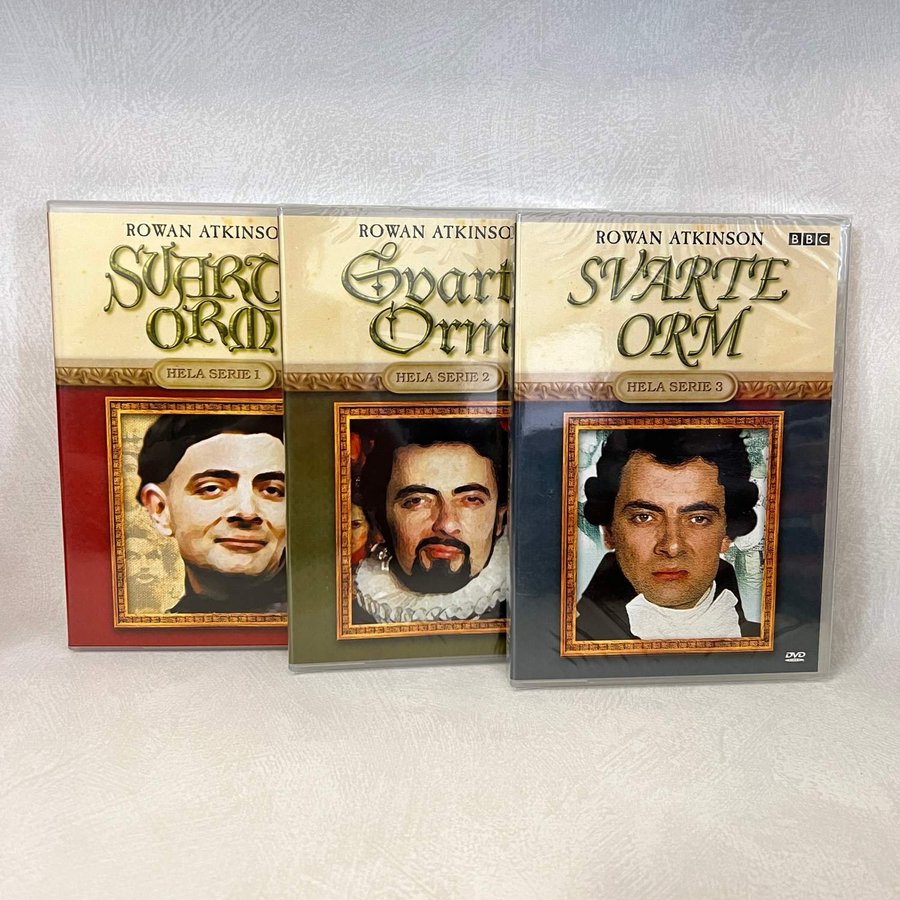 ROWAN ATKINSO
SVART
ORM
HELA SERIE 1
ROWAN ATKINSO
Svart
Orm
HELA SERIE 2
ROWAN ATKINSON
BBC
SVARTE
ORM
HELA SERIE 3
DVD